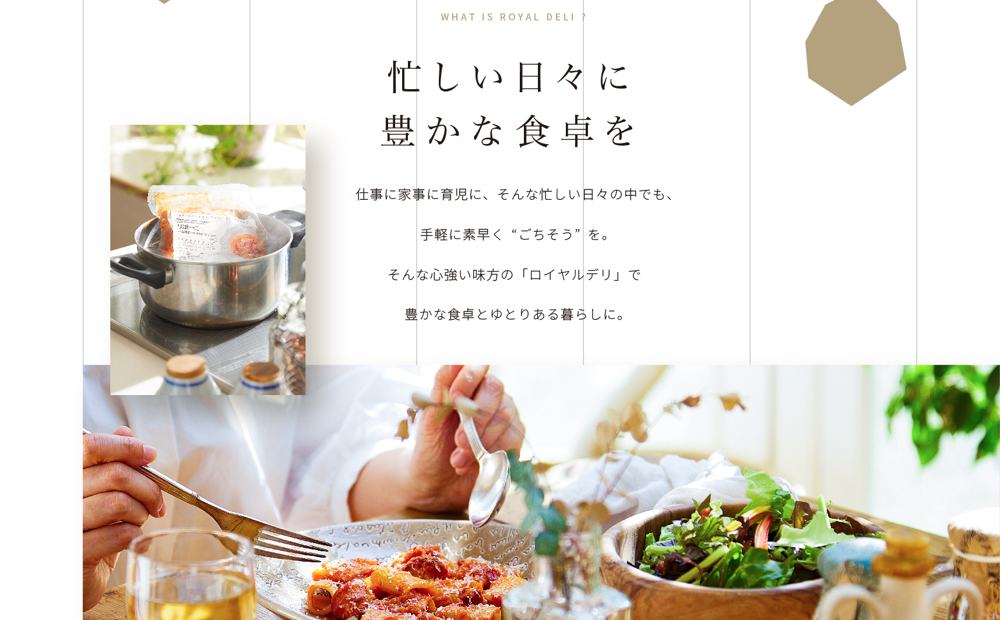 WHAT IS ROYAL DELI ?
忙しい日々に
豊かな食卓を
仕事に家事に育児に、そんな忙しい日々の中でも、
手軽に素早く“ごちそう”を。
そんな心強い味方の「ロイヤルデリ」で
豊かな食卓とゆとりある暮らしに。